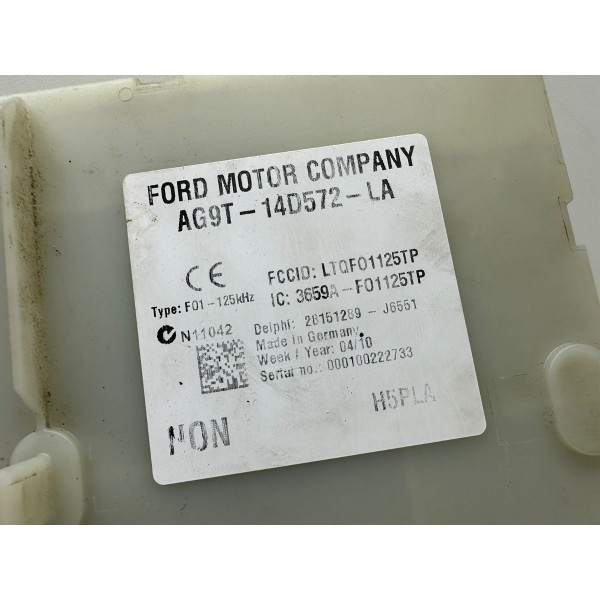 FORD MOTOR COMPANY
AG9T-14D572-LA
CE
FCCID: LTQFO1125TP
Type: F01-125kHz
IC: 3659A-FO1125TP
N11042
Delphi: 28151289 - J6551
Made in Germany
Week / Year: 04/10
Serial no.: 000100222733
H5PLA
NON